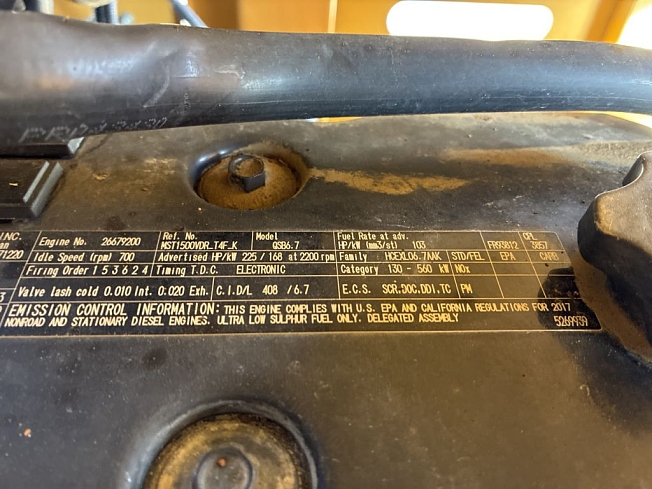 INC. Engine No. 26679200 Ref. No. MST1500VDR_T4F_K Model QSB6.7 Fuel Rate at adv. HP/kW (mm3/st) 103 FR93812 CPL 3857
71220 Idle Speed (rpm) 700 Advertised HP/kW 225 / 168 at 2200 rpm Family HCEXL06.7AAK STD/FEL EPA CARB
Firing Order 1 5 3 6 2 4 Timing T.D.C. ELECTRONIC Category 130 - 560 kW NOx
Valve lash cold 0.010 Int. 0.020 Exh. C.I.D/L 408 / 6.7 E.C.S. SCR.DOC.DDI.TC PM
EMISSION CONTROL INFORMATION: THIS ENGINE COMPLIES WITH U.S. EPA AND CALIFORNIA REGULATIONS FOR 2017
NONROAD AND STATIONARY DIESEL ENGINES. ULTRA LOW SULPHUR FUEL ONLY. DELEGATED ASSEMBLY 5269939